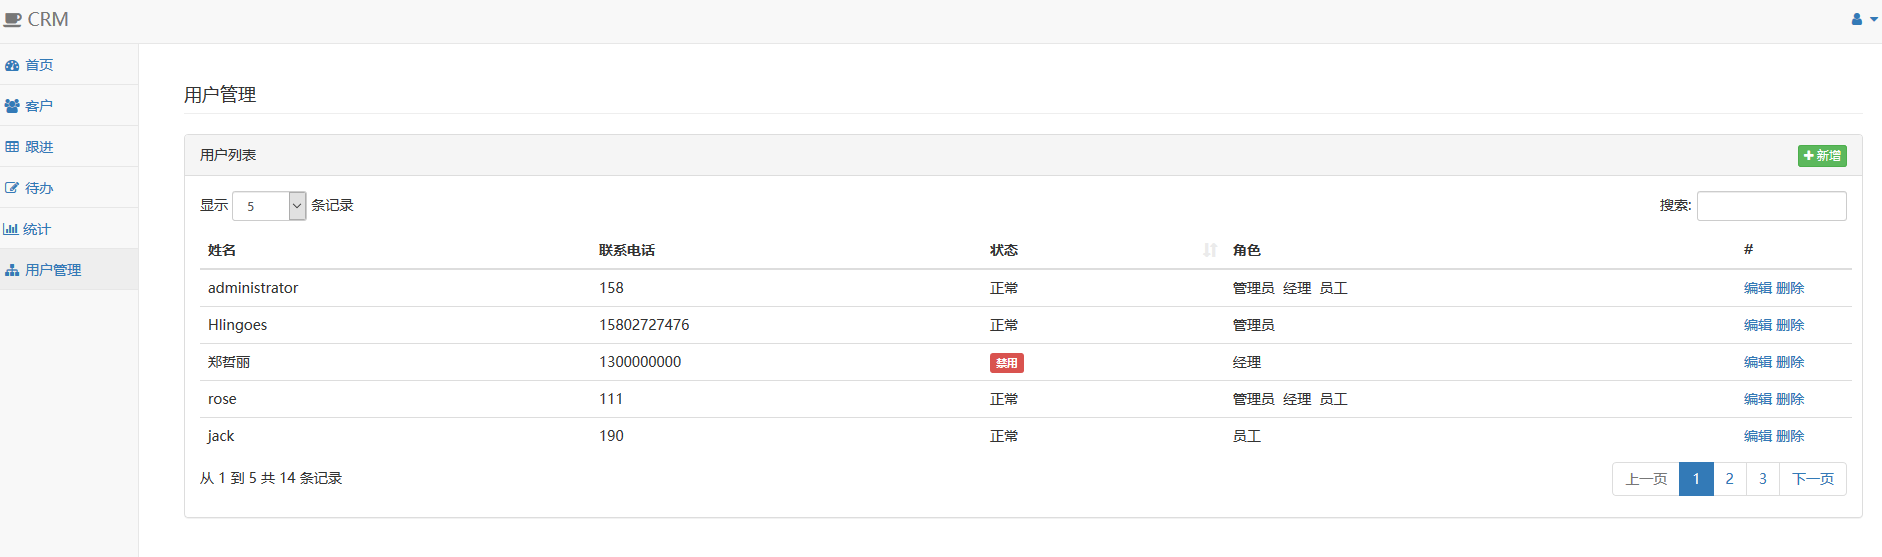 CRM
首页
客户
跟进
待办
统计
用户管理
用户管理
用户列表 新增
显示 5 条记录 搜索:
姓名 联系电话 状态 角色 #
administrator 158 正常 管理员 经理 员工 编辑 删除
Hlingoes 15802727476 正常 管理员 编辑 删除
郑哲丽 1300000000 禁用 经理 编辑 删除
rose 111 正常 管理员 经理 员工 编辑 删除
jack 190 正常 员工 编辑 删除
从 1 到 5 共 14 条记录 上一页 1 2 3 下一页